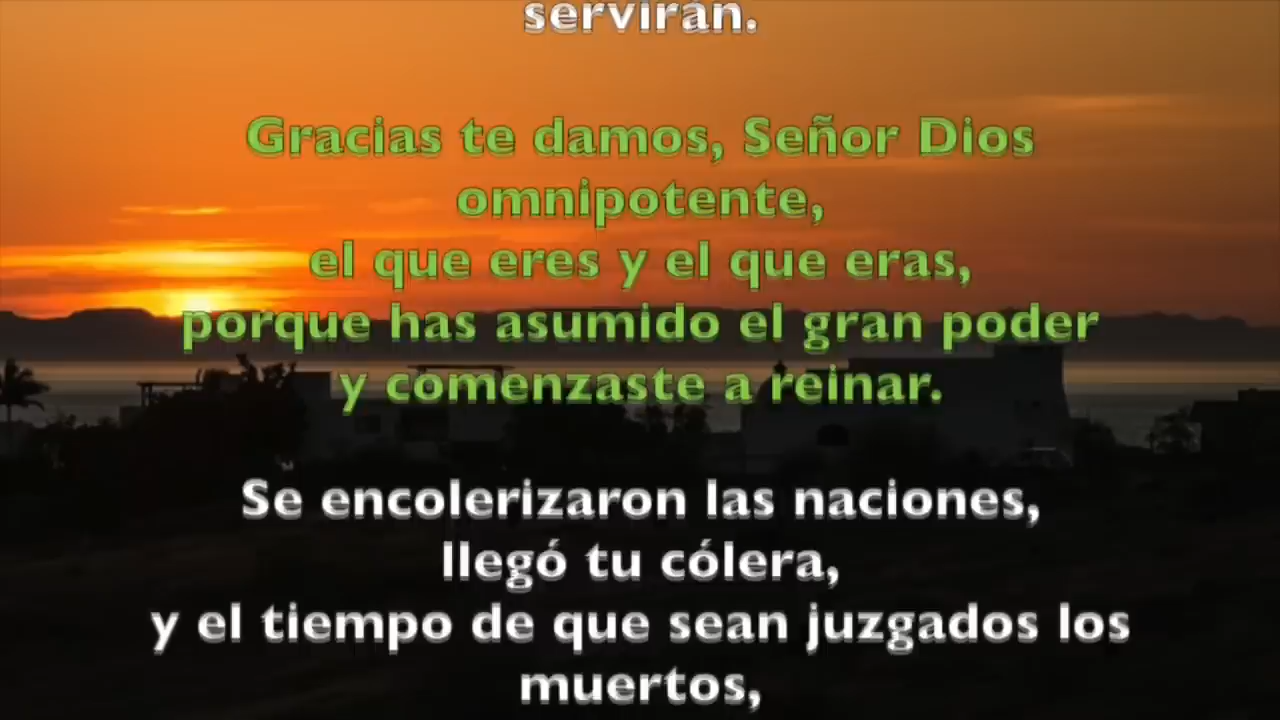 servirán.
Gracias te damos, Señor Dios
omnipotente,
el que eres y el que eras,
porque has asumido el gran poder
y comenzaste a reinar.
Se encolerizaron las naciones,
llegó tu cólera,
y el tiempo de que sean juzgados los
muertos,